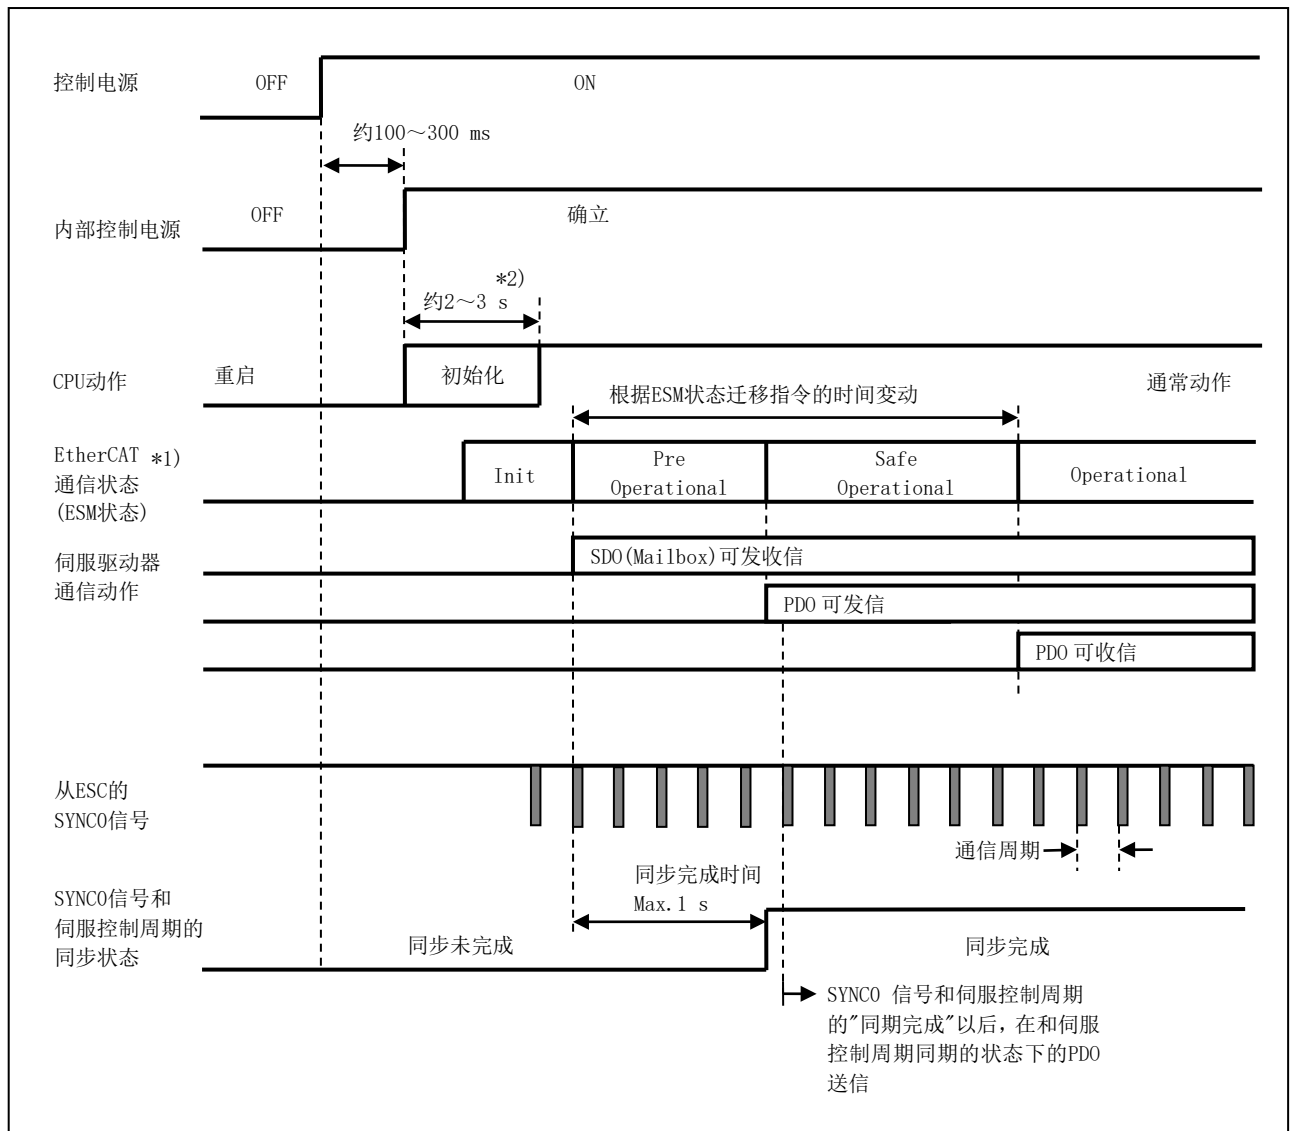 控制电源
OFF
ON
约100～300 ms
内部控制电源
OFF
确立
*2)
约2～3 s
CPU动作
重启
初始化
通常动作
根据ESM状态迁移指令的时间变动
EtherCAT *1)
通信状态
(ESM状态)
Init
Pre
Operational
Safe
Operational
Operational
伺服驱动器
通信动作
SDO(Mailbox)可发收信
PDO 可发信
PDO 可收信
从ESC的
SYNC0信号
通信周期
SYNC0信号和
伺服控制周期的
同步状态
同步完成时间
Max.1 s
同步未完成
同步完成
SYNC0 信号和伺服控制周期
的"同期完成"以后，在和伺服
控制周期同期的状态下的PDO
送信